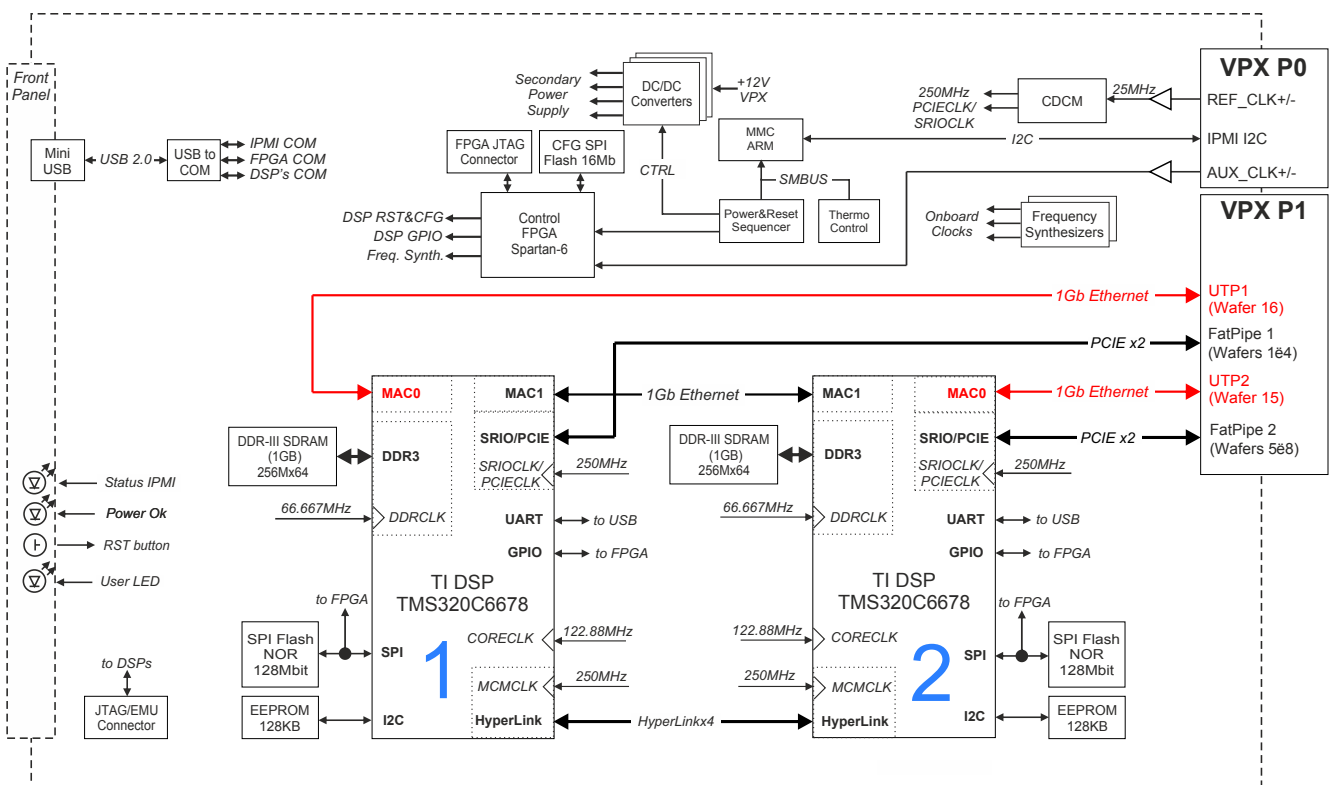 Front
Panel
Mini
USB
USB 2.0
USB to
COM
IPMI COM
FPGA COM
DSP's COM
Secondary
Power
Supply
DC/DC
Converters
+12V
VPX
FPGA JTAG
Connector
CFG SPI
Flash 16Mb
CTRL
MMC
ARM
SMBUS
Power&Reset
Sequencer
Thermo
Control
DSP RST&CFG
DSP GPIO
Freq. Synth.
Control
FPGA
Spartan-6
250MHz
PCIECLK/
SRIOCLK
CDCM
25MHz
I2C
Onboard
Clocks
Frequency
Synthesizers
VPX P0
REF_CLK+/-
IPMI I2C
AUX_CLK+/-
VPX P1
1Gb Ethernet
UTP1
(Wafer 16)
PCIE x2
FatPipe 1
(Wafers 1ë4)
1Gb Ethernet
UTP2
(Wafer 15)
PCIE x2
FatPipe 2
(Wafers 5ë8)
MAC0
MAC1
1Gb Ethernet
MAC1
MAC0
DDR-III SDRAM
(1GB)
256Mx64
DDR3
SRIO/PCIE
SRIOCLK/
PCIECLK
250MHz
66.667MHz
DDRCLK
UART
to USB
GPIO
to FPGA
TI DSP
TMS320C6678
1
to FPGA
SPI Flash
NOR
128Mbit
SPI
CORECLK
122.88MHz
MCMCLK
250MHz
EEPROM
128KB
I2C
HyperLink
HyperLinkx4
DDR-III SDRAM
(1GB)
256Mx64
DDR3
SRIO/PCIE
SRIOCLK/
PCIECLK
250MHz
66.667MHz
DDRCLK
UART
to USB
GPIO
to FPGA
TI DSP
TMS320C6678
2
122.88MHz
CORECLK
250MHz
MCMCLK
HyperLink
to FPGA
SPI
SPI Flash
NOR
128Mbit
I2C
EEPROM
128KB
Status IPMI
Power Ok
RST button
User LED
to DSPs
JTAG/EMU
Connector